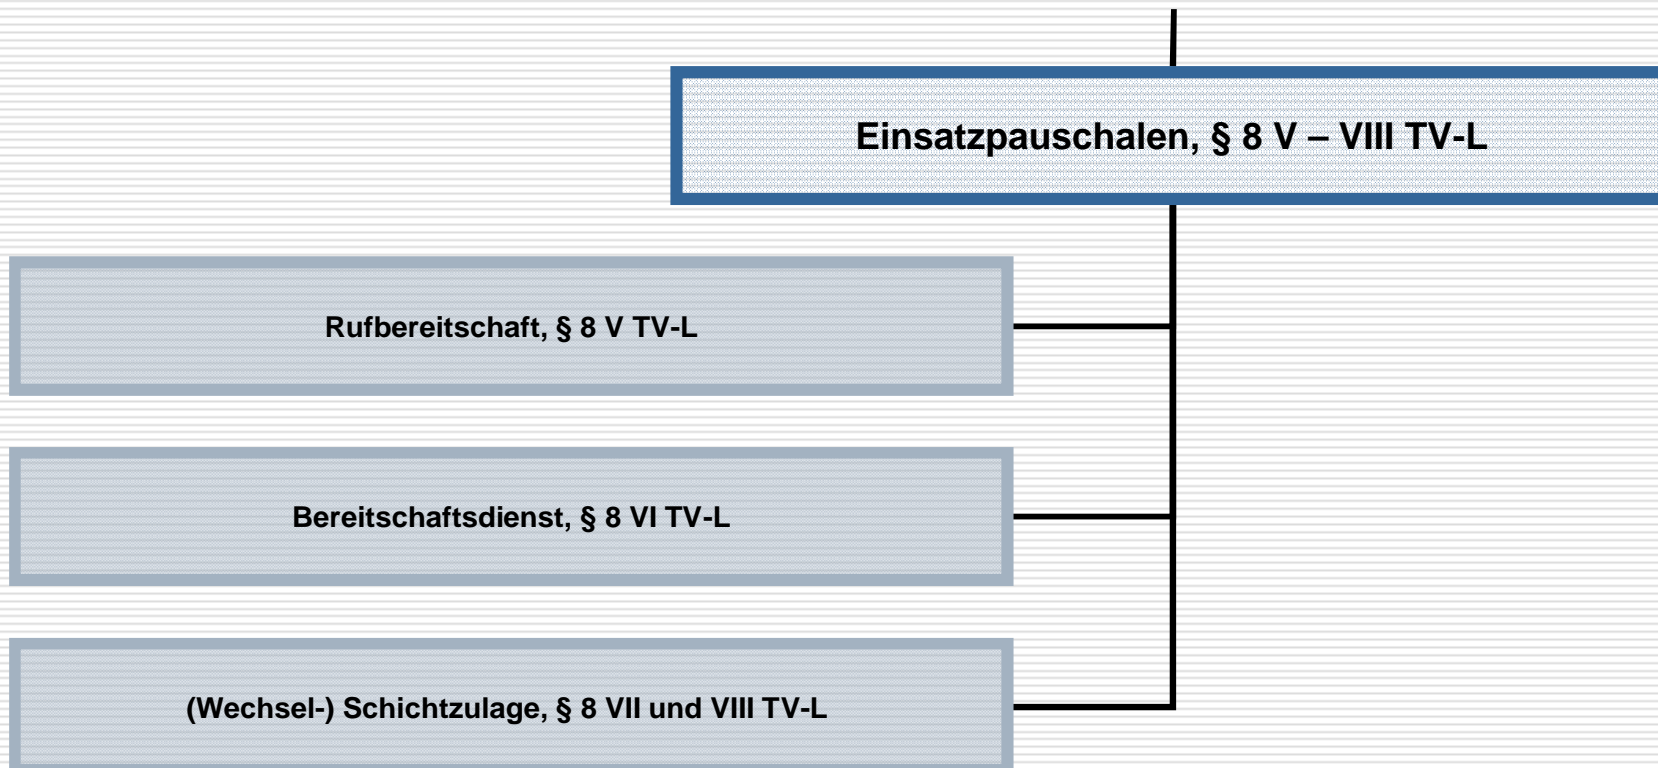 Einsatzpauschalen, § 8 V – VIII TV-L
Rufbereitschaft, § 8 V TV-L
Bereitschaftsdienst, § 8 VI TV-L
(Wechsel-) Schichtzulage, § 8 VII und VIII TV-L